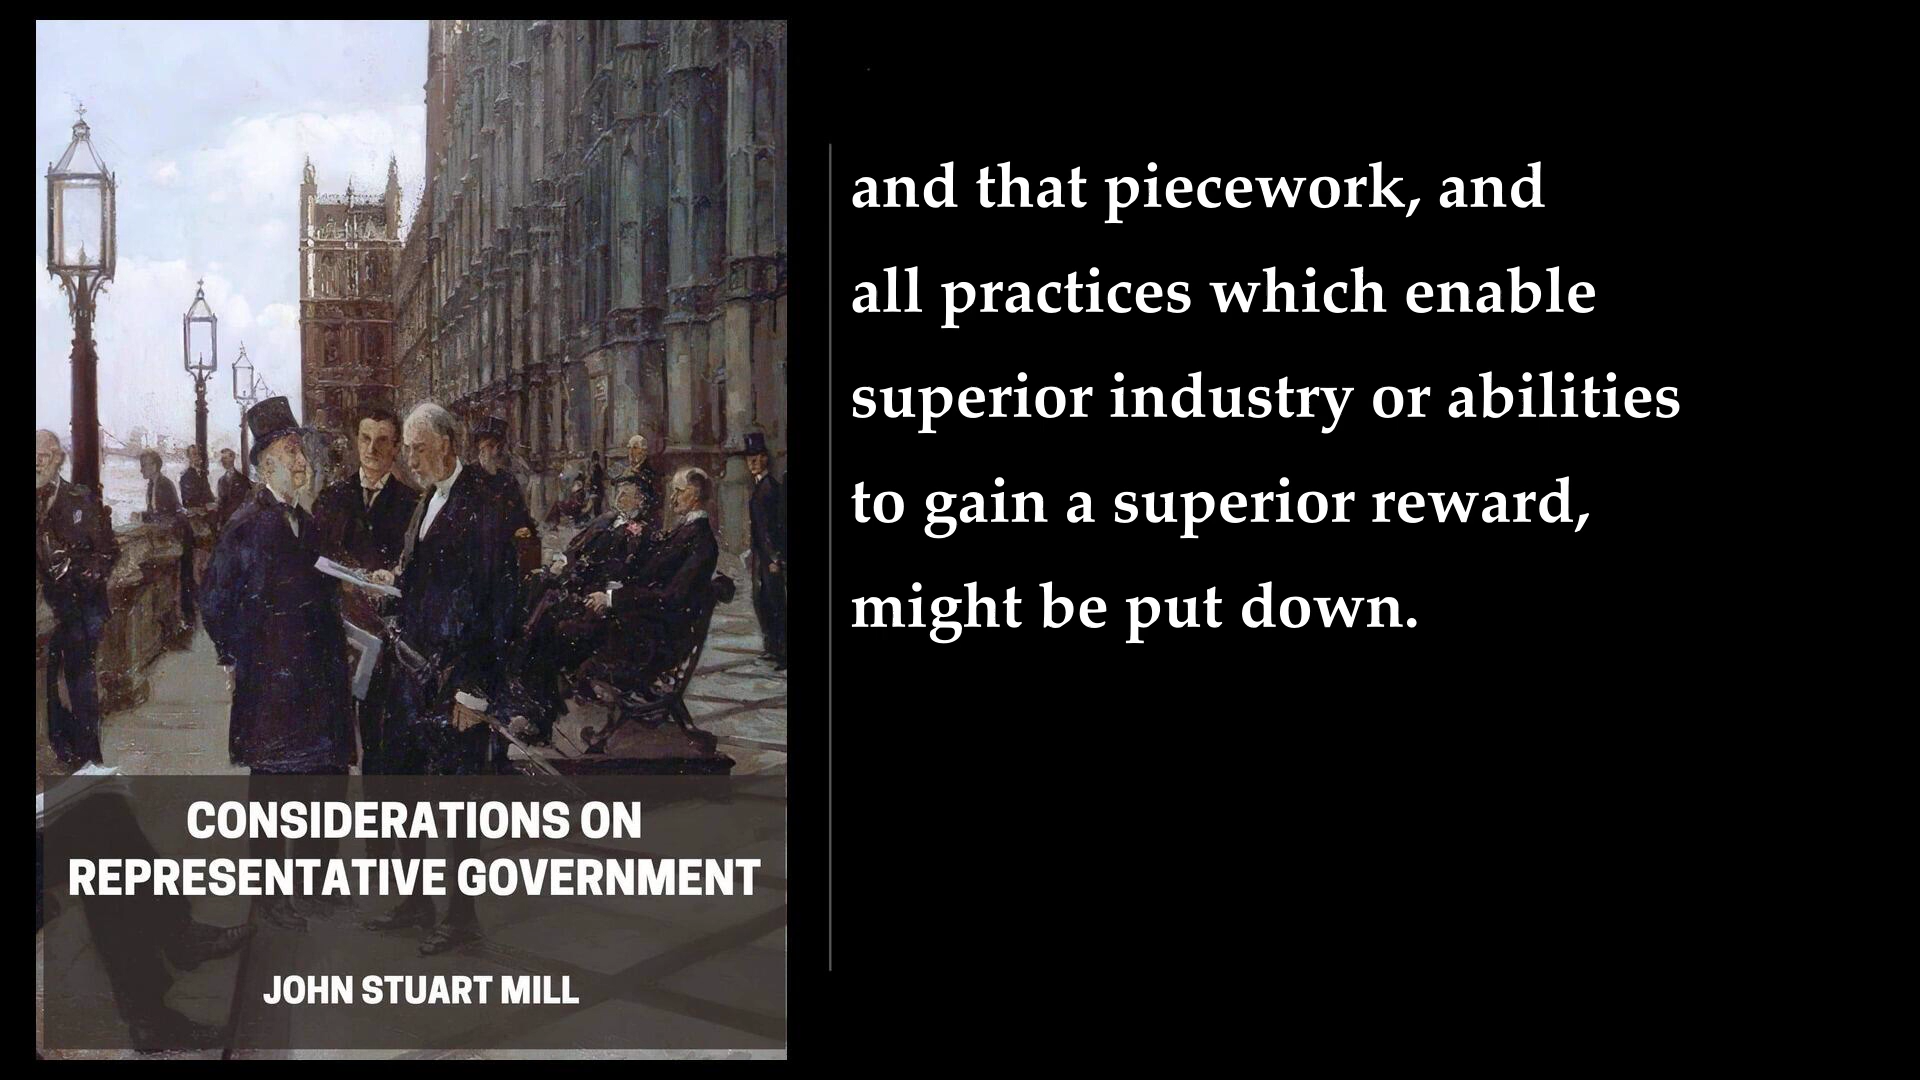 CONSIDERATIONS ON
REPRESENTATIVE GOVERNMENT
JOHN STUART MILL
and that piecework, and
all practices which enable
superior industry or abilities
to gain a superior reward,
might be put down.